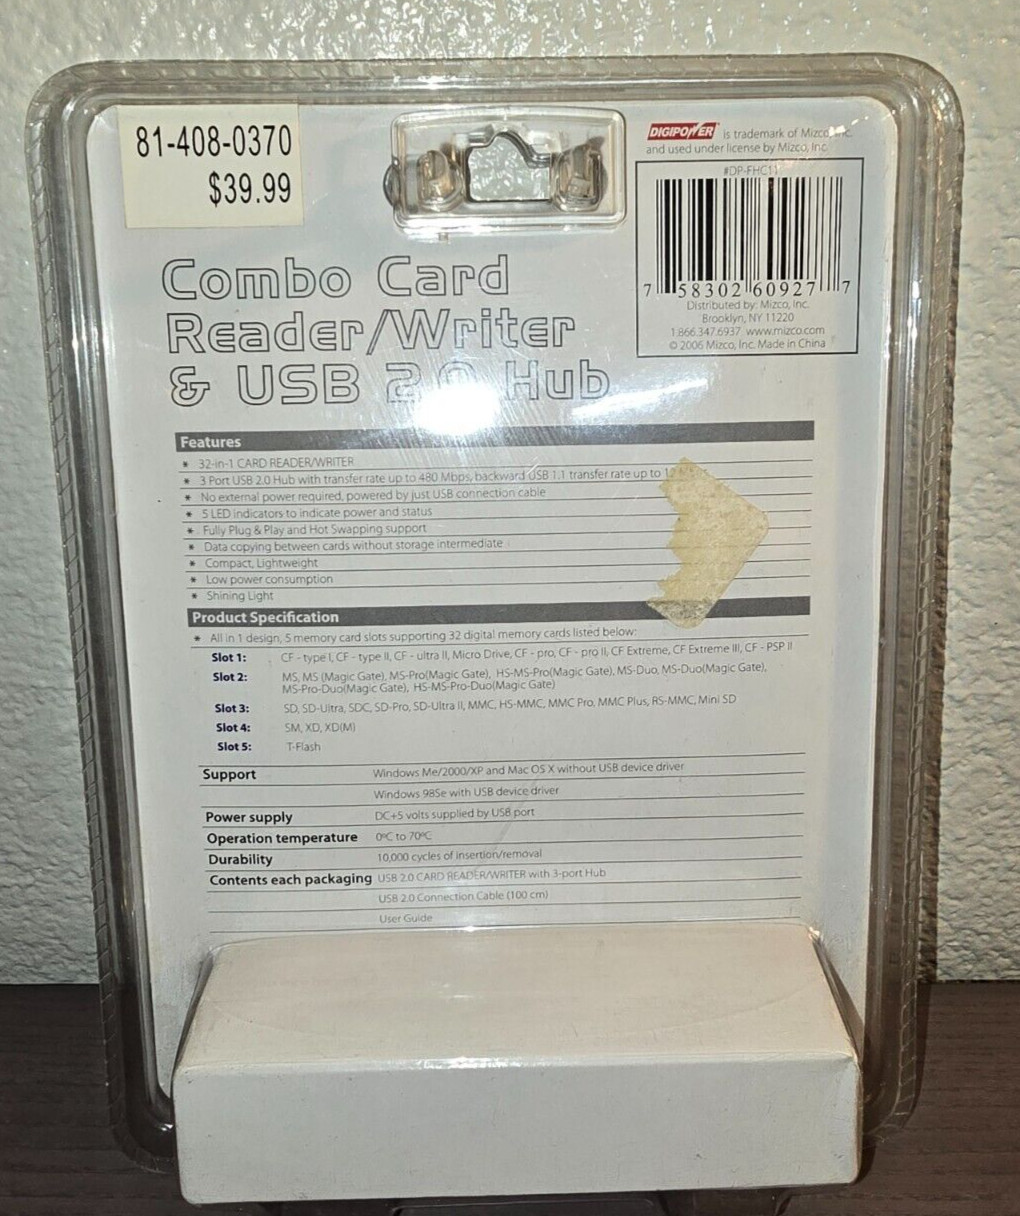 81-408-0370
$39.99
DIGIPOWER is trademark of Mizco, Inc.
and used under license by Mizco, Inc
7 58302 60927 7
Distributed by: Mizco, Inc.
Brooklyn, NY 11220
1.866.347.6937 www.mizco.com
© 2006 Mizco, Inc. Made in China
Combo Card
Reader/Writer
& USB 2.0 Hub
Features
* 32-in-1 CARD READER/WRITER
* 3 Port USB 2.0 Hub with transfer rate up to 480 Mbps, backward USB 1.1 transfer rate up to
* No external power required, powered by just USB connection cable
* 5 LED indicators to indicate power and status
* Fully Plug & Play and Hot Swapping support
* Data copying between cards without storage intermediate
* Compact, Lightweight
* Low power consumption
* Shining Light
Product Specification
* All in 1 design, 5 memory card slots supporting 32 digital memory cards listed below:
Slot 1: CF - type I, CF - type II, CF - ultra II, Micro Drive, CF - pro, CF - pro II, CF Extreme, CF Extreme III, CF - PSP II
Slot 2: MS, MS (Magic Gate), MS-Pro(Magic Gate), HS-MS-Pro(Magic Gate), MS-Duo, MS-Duo(Magic Gate),
MS-Pro-Duo(Magic Gate), HS-MS-Pro-Duo(Magic Gate)
Slot 3: SD, SD-Ultra, SDC, SD-Pro, SD-Ultra II, MMC, HS-MMC, MMC Pro, MMC Plus, RS-MMC, Mini SD
Slot 4: SM, XD, XD(M)
Slot 5: T-Flash
Support Windows Me/2000/XP and Mac OS X without USB device driver
Windows 98Se with USB device driver
Power supply DC+5 volts supplied by USB port
Operation temperature 0ºC to 70ºC
Durability 10,000 cycles of insertion/removal
Contents each packaging USB 2.0 CARD READER/WRITER with 3-port Hub
USB 2.0 Connection Cable (100 cm)
User Guide